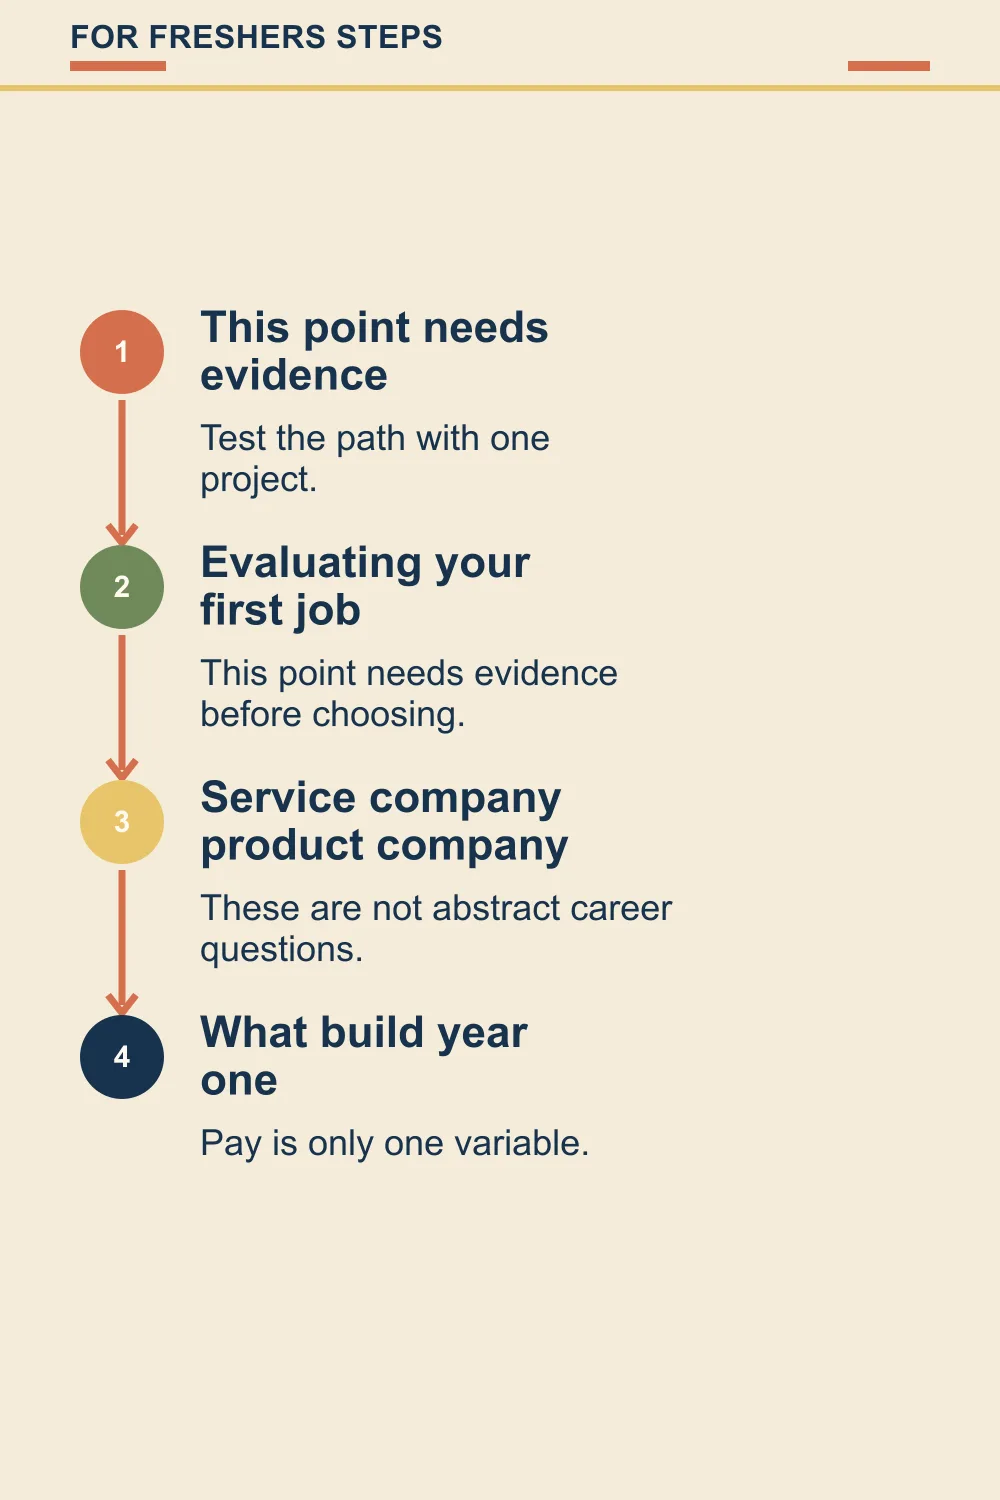 FOR FRESHERS STEPS
1
This point needs
evidence
Test the path with one
project.
2
Evaluating your
first job
This point needs evidence
before choosing.
3
Service company
product company
These are not abstract career
questions.
4
What build year
one
Pay is only one variable.